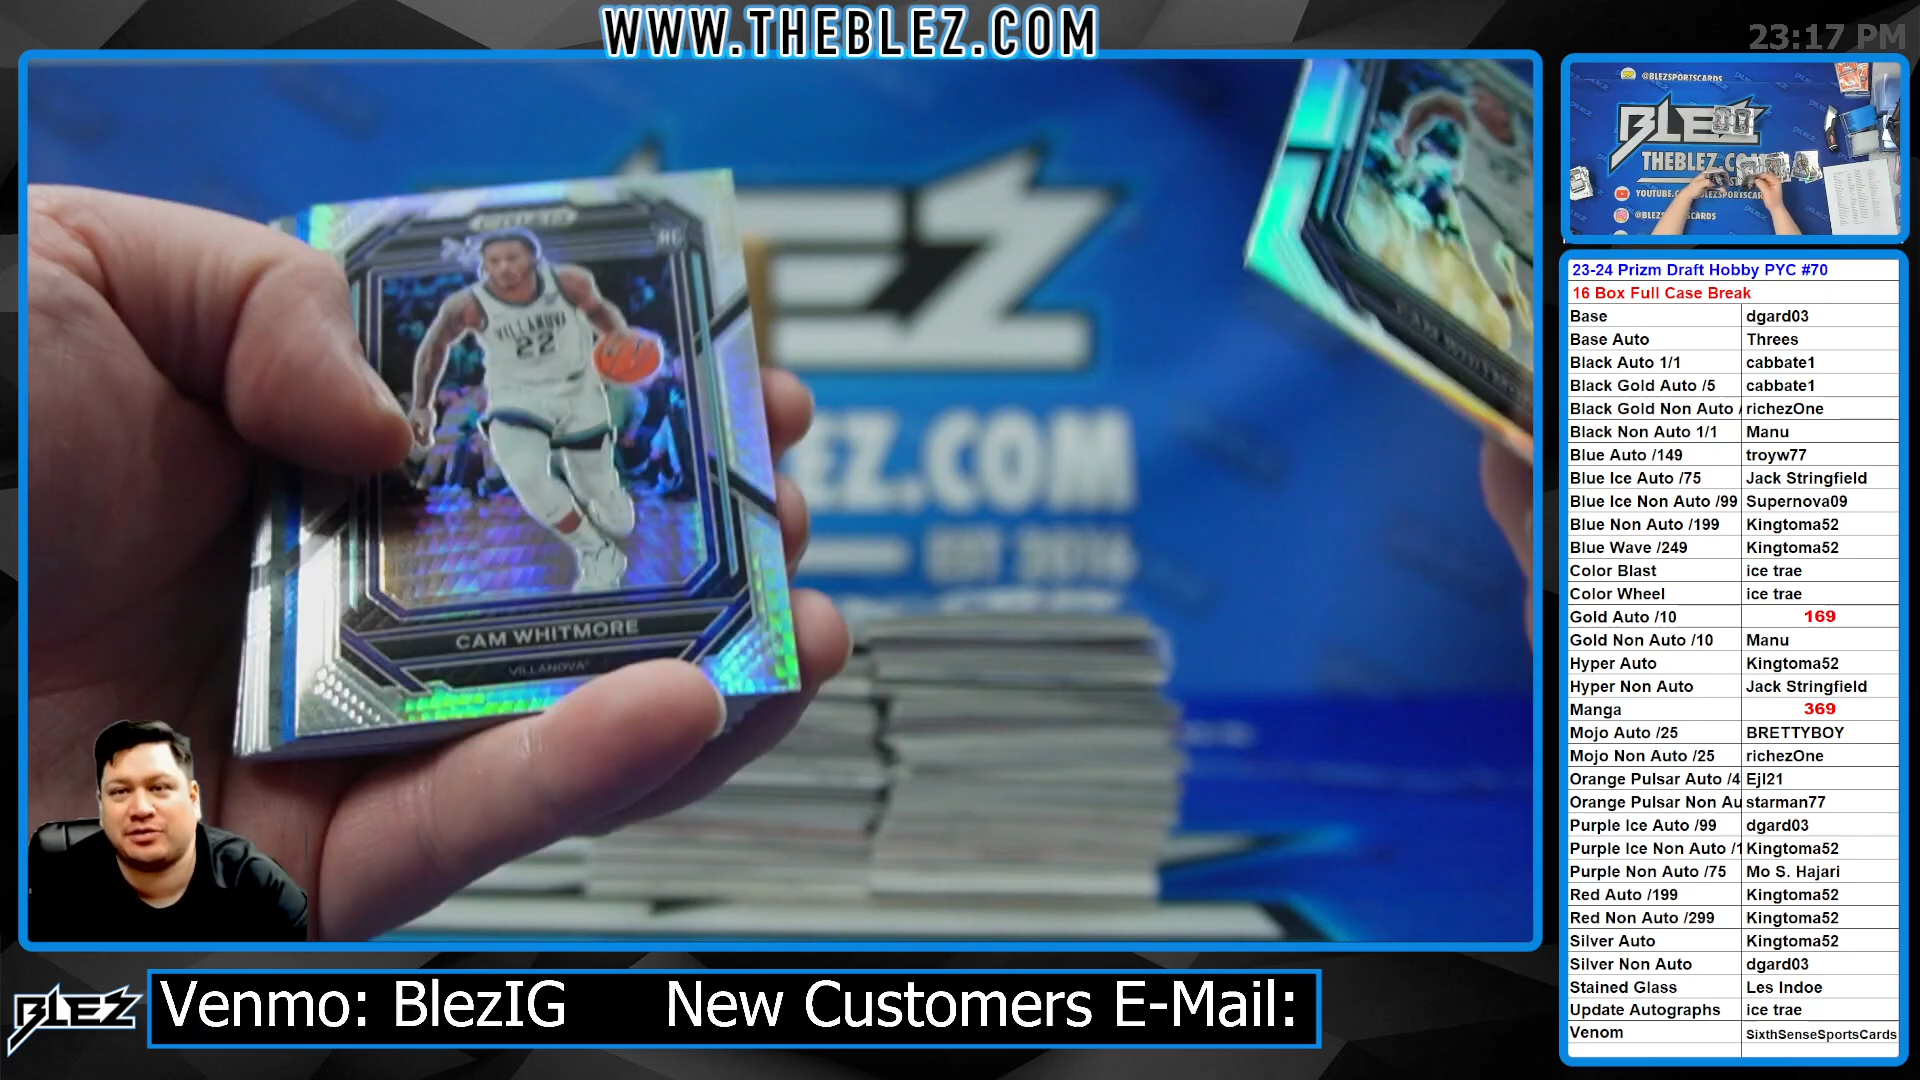 WWW.THEBLEZ.COM
23:17 PM
@BLEZSPORTSCARDS
BLEZ
THEBLEZ.CO
YOUTUBE.C
@BLEZ
CARDS
RC
VILLANOVA
22
CAM WHITMORE
VILLANOVA
EZ
EZ.COM
EST 2016
23-24 Prizm Draft Hobby PYC #70
16 Box Full Case Break
Base dgard03
Base Auto Threes
Black Auto 1/1 cabbate1
Black Gold Auto /5 cabbate1
Black Gold Non Auto / richezOne
Black Non Auto 1/1 Manu
Blue Auto /149 troyw77
Blue Ice Auto /75 Jack Stringfield
Blue Ice Non Auto /99 Supernova09
Blue Non Auto /199 Kingtoma52
Blue Wave /249 Kingtoma52
Color Blast ice trae
Color Wheel ice trae
Gold Auto /10 169
Gold Non Auto /10 Manu
Hyper Auto Kingtoma52
Hyper Non Auto Jack Stringfield
Manga 369
Mojo Auto /25 BRETTYBOY
Mojo Non Auto /25 richezOne
Orange Pulsar Auto /4 Ejl21
Orange Pulsar Non Au starman77
Purple Ice Auto /99 dgard03
Purple Ice Non Auto /1 Kingtoma52
Purple Non Auto /75 Mo S. Hajari
Red Auto /199 Kingtoma52
Red Non Auto /299 Kingtoma52
Silver Auto Kingtoma52
Silver Non Auto dgard03
Stained Glass Les Indoe
Update Autographs ice trae
Venom SixthSenseSportsCards
BLEZ
Venmo: BlezIG New Customers E-Mail: